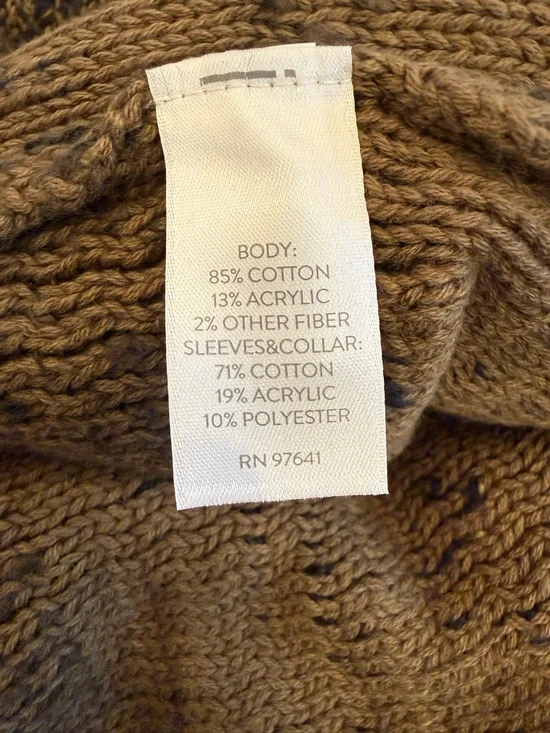 BODY:
85% COTTON
13% ACRYLIC
2% OTHER FIBER
SLEEVES&COLLAR:
71% COTTON
19% ACRYLIC
10% POLYESTER
RN 97641